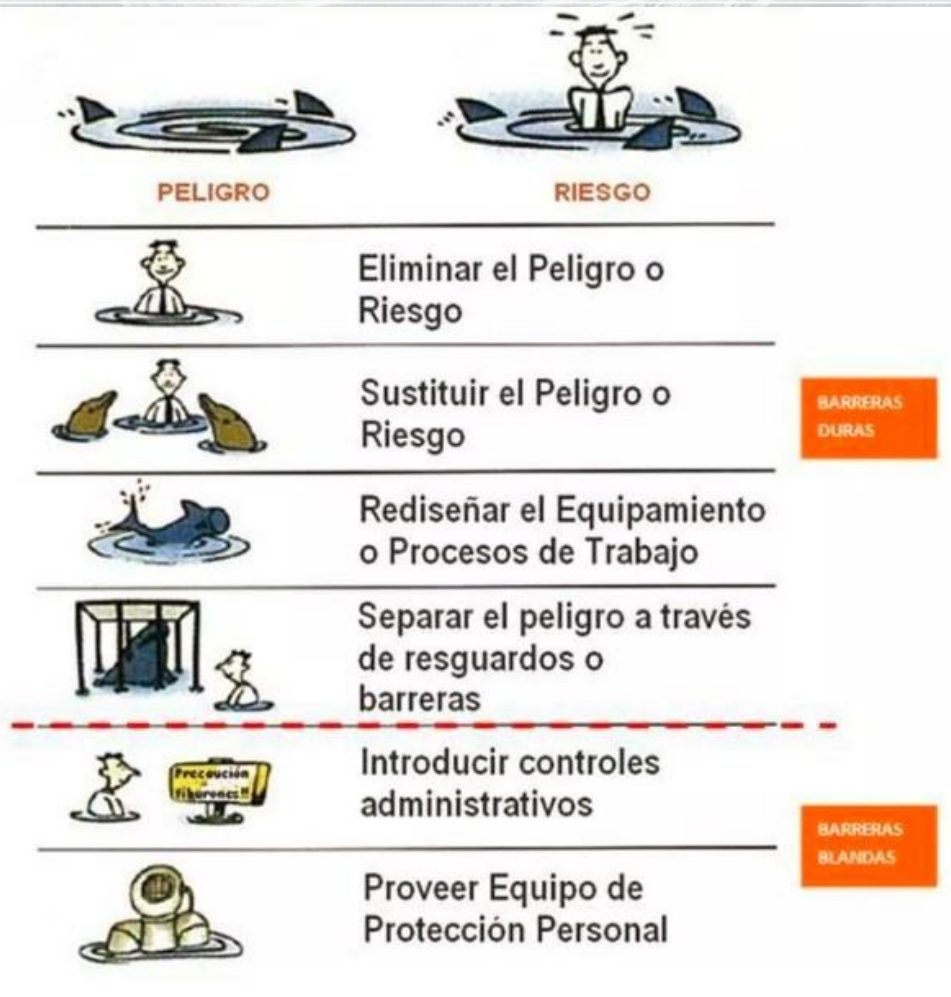 PELIGRO
RIESGO
Eliminar el Peligro o
Riesgo
Sustituir el Peligro o
Riesgo
BARRERAS
DURAS
Rediseñar el Equipamiento
o Procesos de Trabajo
Separar el peligro a través
de resguardos o
barreras
Precaución
tiburones!!
Introducir controles
administrativos
BARRERAS
BLANDAS
Proveer Equipo de
Protección Personal